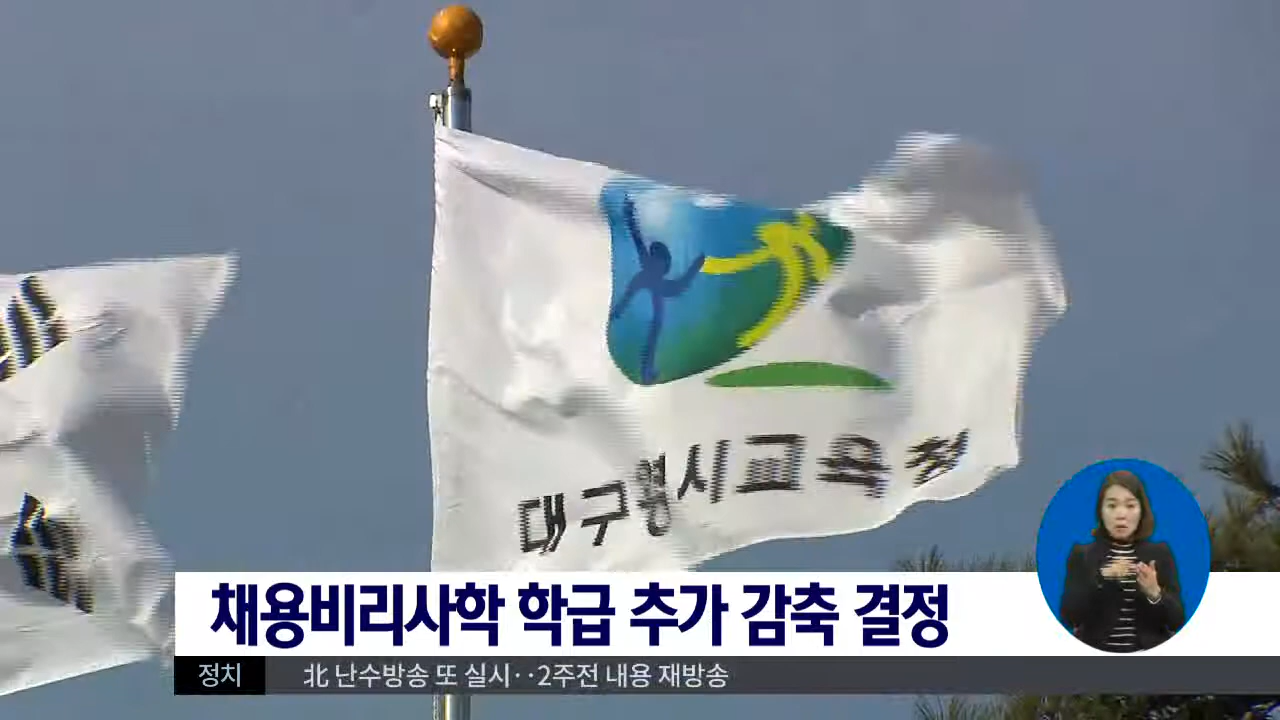 대구광역시교육청
채용비리사학 학급 추가 감축 결정
정치
北 난수방송 또 실시‥2주전 내용 재방송